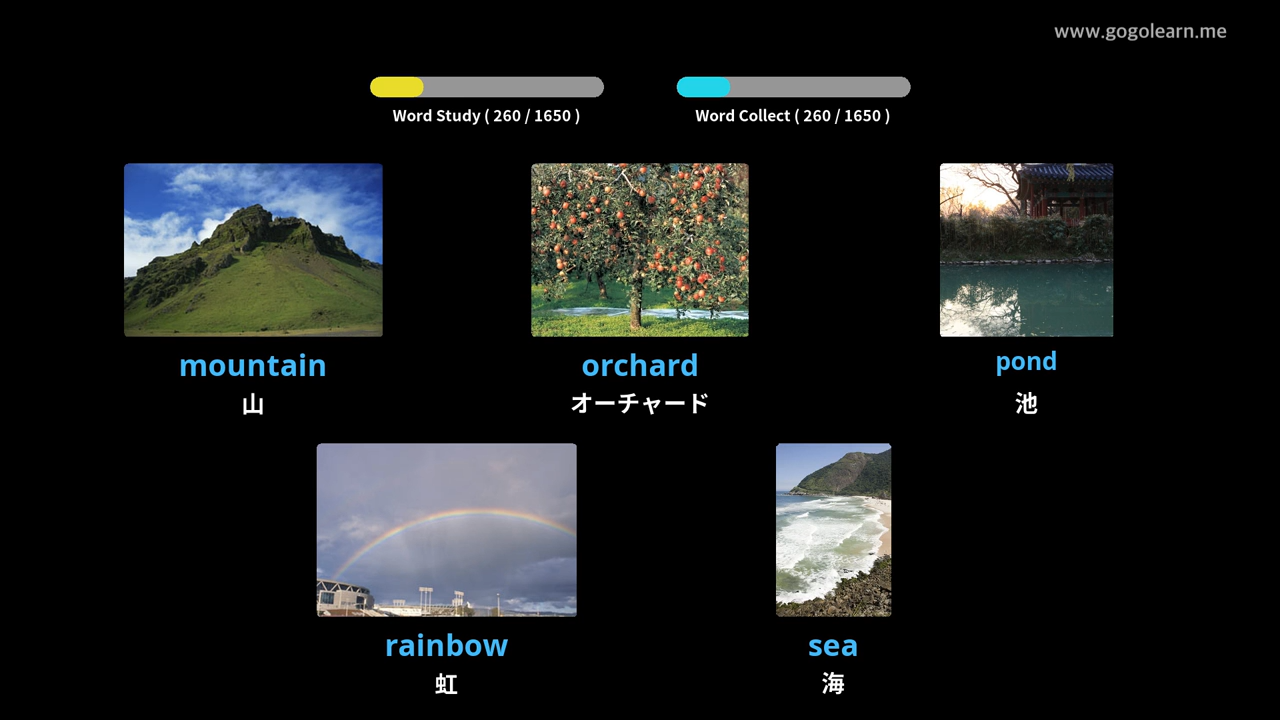 www.gogolearn.me
Word Study ( 260 / 1650 )
Word Collect ( 260 / 1650 )
mountain
山
orchard
オーチャード
pond
池
rainbow
虹
sea
海